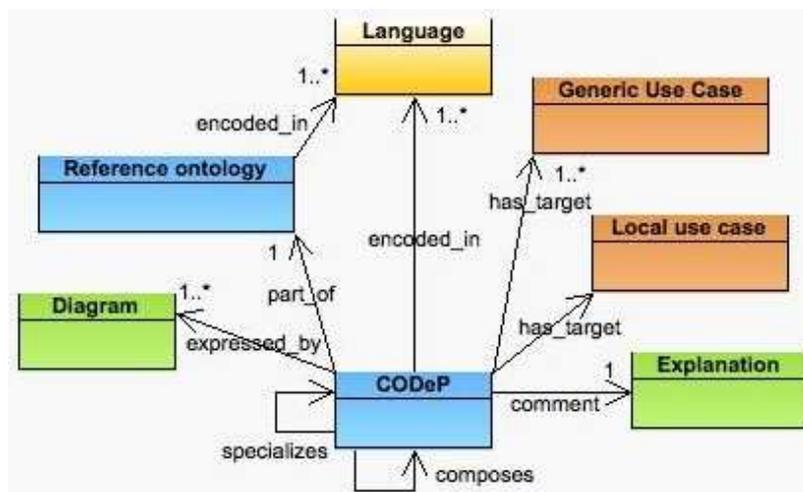 Language
1..*
Generic Use Case
encoded_in
1..*
Reference ontology
1..*
has_target
Local use case
1
encoded_in
Diagram
1..*
part_of
has_target
expressed_by
CODeP
1
Explanation
comment
specializes
composes